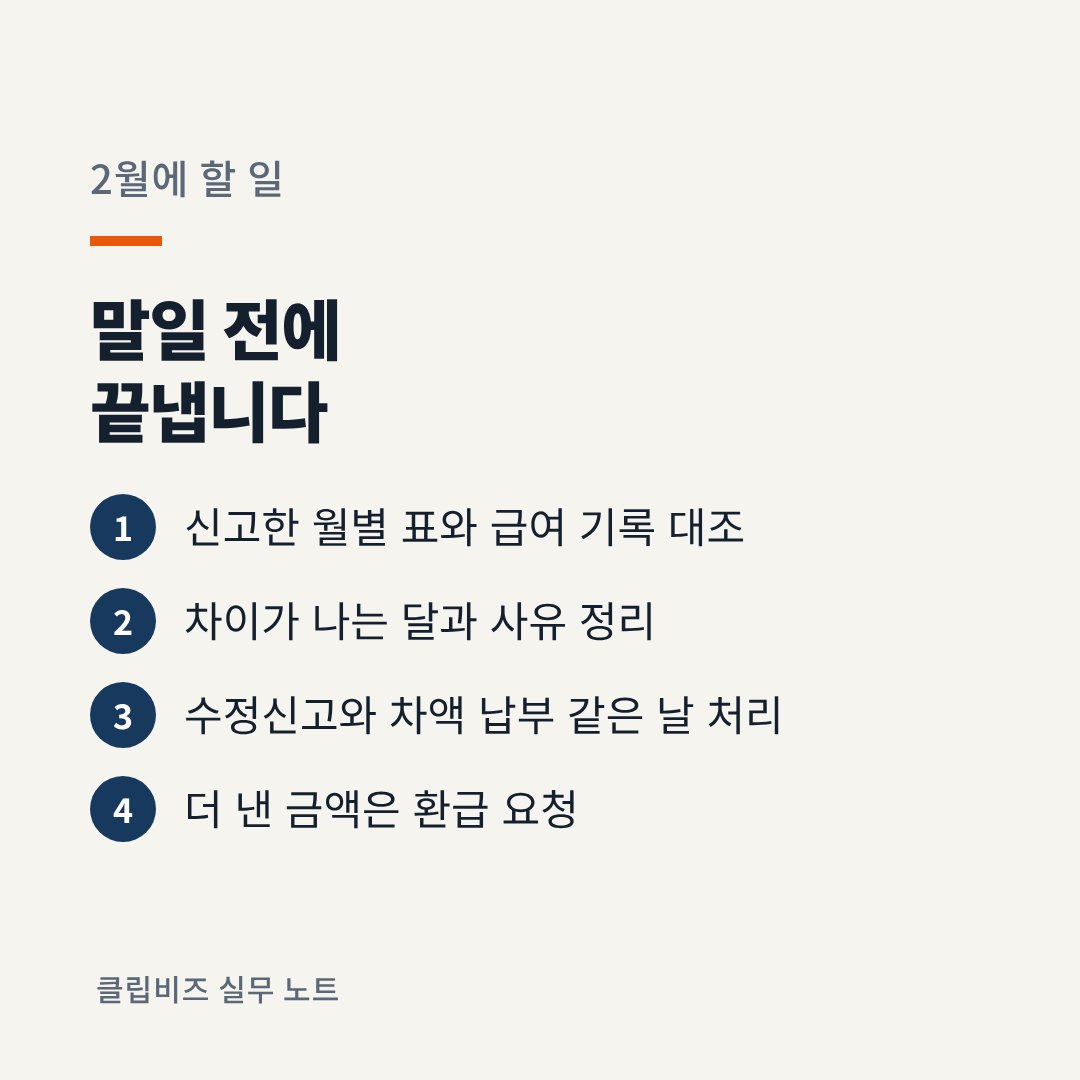 2월에 할 일
말일 전에
끝냅니다
1 신고한 월별 표와 급여 기록 대조
2 차이가 나는 달과 사유 정리
3 수정신고와 차액 납부 같은 날 처리
4 더 낸 금액은 환급 요청
클립비즈 실무 노트